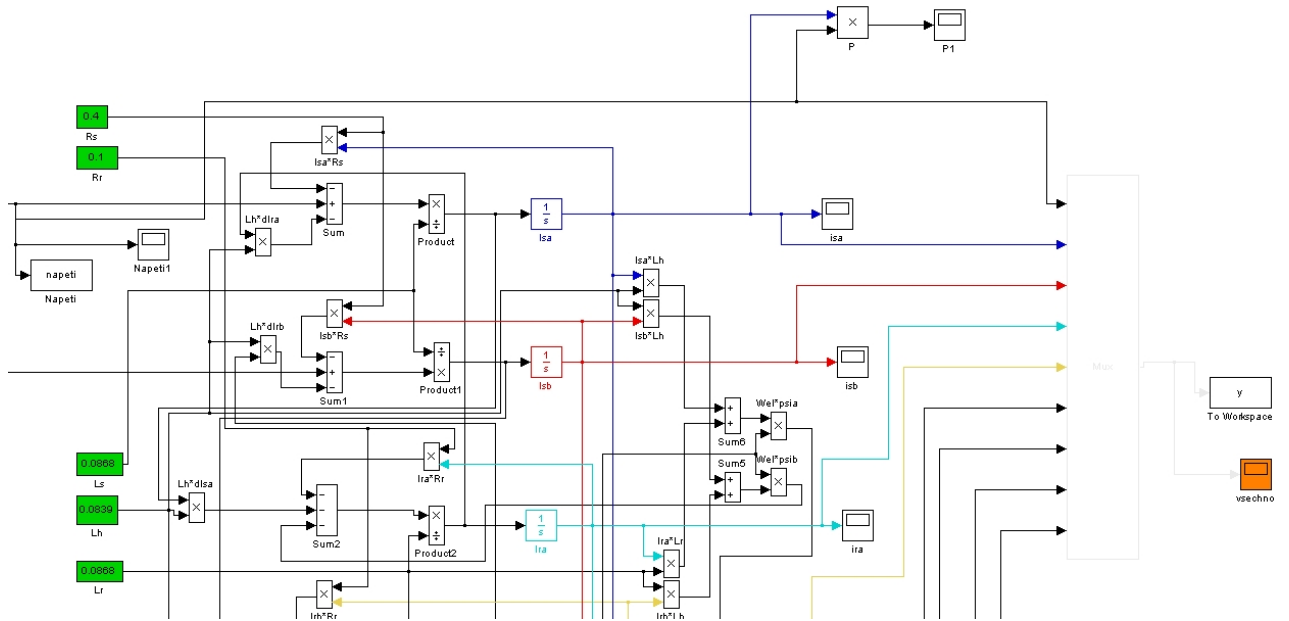 P
P1
0.4
Rs
0.1
Rr
Isa*Rs
Lh*dIra
Sum
Product
1
s
Isa
isa
Napeti1
napeti
Napeti
Isa*Lh
Isb*Rs
Isb*Lh
Lh*dIrb
Sum1
Product1
1
s
Isb
isb
Mux
y
To Workspace
vsechno
Wel*psia
Sum6
Wel*psib
Sum5
0.0868
Ls
Ira*Rr
Lh*dIsa
0.0839
Lh
Sum2
Product2
1
s
Ira
ira
Ira*Lr
0.0868
Lr
Irb*Rr
Irb*Lh